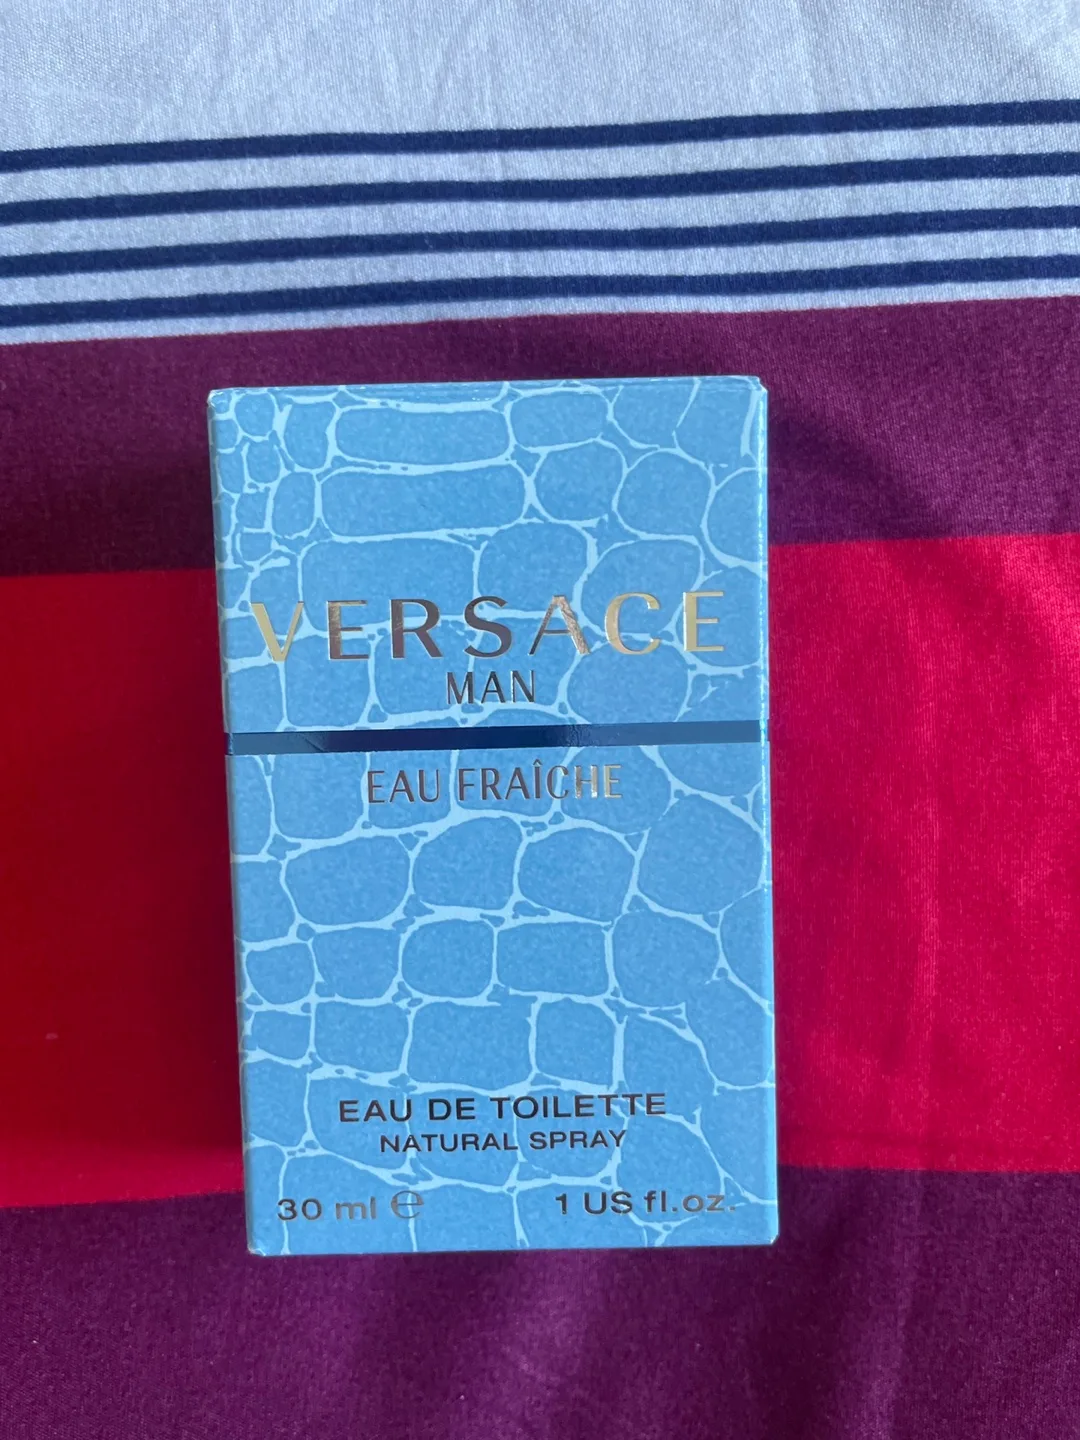 VERSACE
MAN
EAU FRAÎCHE
EAU DE TOILETTE
NATURAL SPRAY
30 ml ℮ 1 US fl.oz.